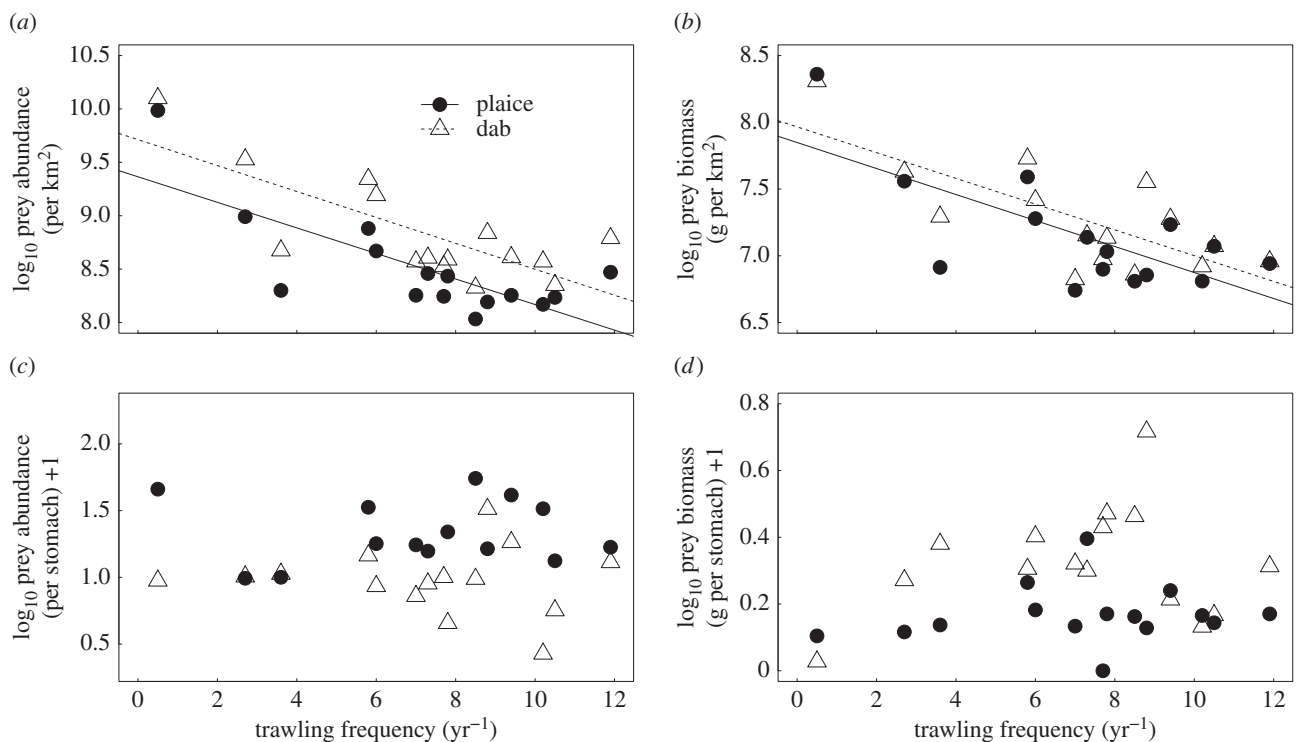 (a)
10.5
10.0
9.5
9.0
8.5
8.0
log₁₀ prey abundance
(per km²)
plaice
dab
(b)
8.5
8.0
7.5
7.0
6.5
log₁₀ prey biomass
(g per km²)
(c)
2.0
1.5
1.0
0.5
log₁₀ prey abundance
(per stomach) +1
0 2 4 6 8 10 12
trawling frequency (yr⁻¹)
(d)
0.8
0.6
0.4
0.2
0
log₁₀ prey biomass
(g per stomach) +1
0 2 4 6 8 10 12
trawling frequency (yr⁻¹)